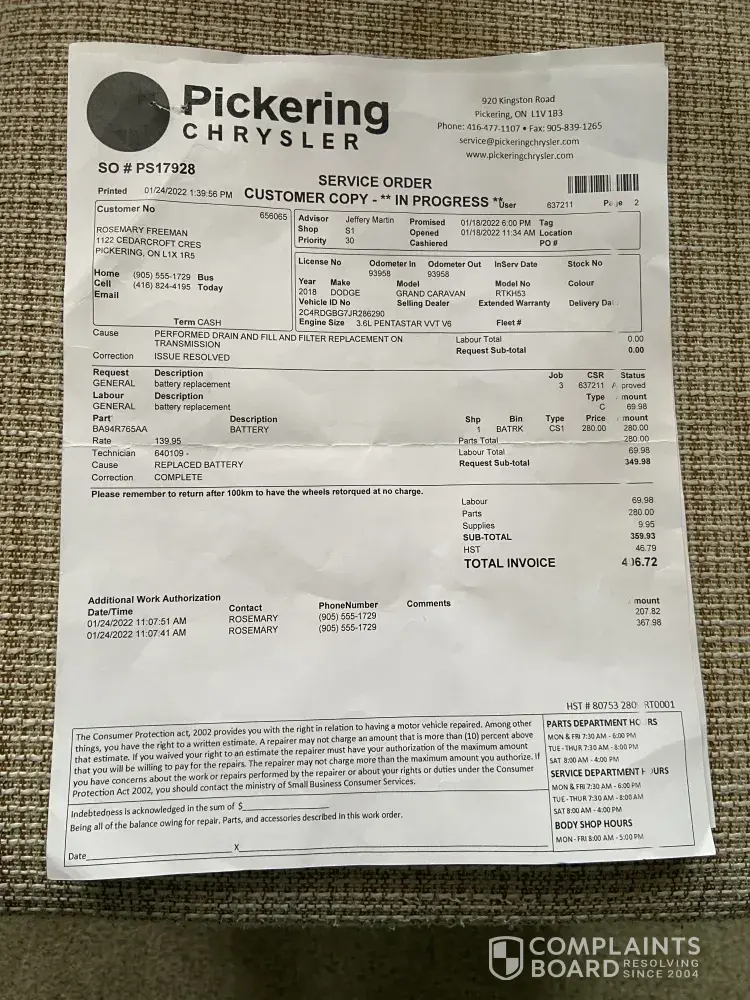 Pickering
CHRYSLER
920 Kingston Road
Pickering, ON L1V 1B3
Phone: 416-477-1107 • Fax: 905-839-1265
service@pickeringchrysler.com
www.pickeringchrysler.com
SO # PS17928
SERVICE ORDER
Printed 01/24/2022 1:39:56 PM CUSTOMER COPY - ** IN PROGRESS ** User 637211 Page 2
Customer No 656065
ROSEMARY FREEMAN
1122 CEDARCROFT CRES
PICKERING, ON L1X 1R5
Home (905) 555-1729 Bus
Cell (416) 824-4195 Today
Email
Term CASH
Advisor Jeffery Martin Promised 01/18/2022 6:00 PM Tag
Shop S1 Opened 01/18/2022 11:34 AM Location
Priority 30 Cashiered PO #
License No Odometer In Odometer Out InServ Date Stock No
93958 93958
Year Make Model Model No Colour
2018 DODGE GRAND CARAVAN RTKH53
Vehicle ID No Selling Dealer Extended Warranty Delivery Da
2C4RDGBG7JR286290
Engine Size 3.6L PENTASTAR VVT V6 Fleet #
Cause PERFORMED DRAIN AND FILL AND FILTER REPLACEMENT ON Labour Total 0.00
TRANSMISSION Request Sub-total 0.00
Correction ISSUE RESOLVED
Request Description Job CSR Status
GENERAL battery replacement 3 637211 A proved
Labour Description Type mount
GENERAL battery replacement C 69.98
Part Description Shp Bin Type Price mount
BA94R765AA BATTERY 1 BATRK CS1 280.00 280.00
Rate 139.95 Parts Total 280.00
Technician 640109 - Labour Total 69.98
Cause REPLACED BATTERY Request Sub-total 349.98
Correction COMPLETE
Please remember to return after 100km to have the wheels retorqued at no charge.
Labour 69.98
Parts 280.00
Supplies 9.95
SUB-TOTAL 359.93
HST 46.79
TOTAL INVOICE 406.72
Additional Work Authorization
Date/Time Contact PhoneNumber Comments mount
01/24/2022 11:07:51 AM ROSEMARY (905) 555-1729 207.82
01/24/2022 11:07:41 AM ROSEMARY (905) 555-1729 367.98
HST # 80753 280 RT0001
The Consumer Protection act, 2002 provides you with the right in relation to having a motor vehicle repaired. Among other
things, you have the right to a written estimate. A repairer may not charge an amount that is more than (10) percent above
that estimate. If you waived your right to an estimate the repairer must have your authorization of the maximum amount
that you will be willing to pay for the repairs. The repairer may not charge more than the maximum amount you authorize. If
you have concerns about the work or repairs performed by the repairer or about your rights or duties under the Consumer
Protection Act 2002, you should contact the ministry of Small Business Consumer Services.
Indebtedness is acknowledged in the sum of $
Being all of the balance owing for repair. Parts, and accessories described in this work order.
Date X
PARTS DEPARTMENT HOURS
MON & FRI 7:30 AM - 6:00 PM
TUE - THUR 7:30 AM - 8:00 PM
SAT 8:00 AM - 4:00 PM
SERVICE DEPARTMENT HOURS
MON & FRI 7:30 AM - 6:00 PM
TUE - THUR 7:30 AM - 8:00 AM
SAT 8:00 AM - 4:00 PM
BODY SHOP HOURS
MON - FRI 8:00 AM - 5:00 PM
COMPLAINTS
BOARD RESOLVING
SINCE 2004